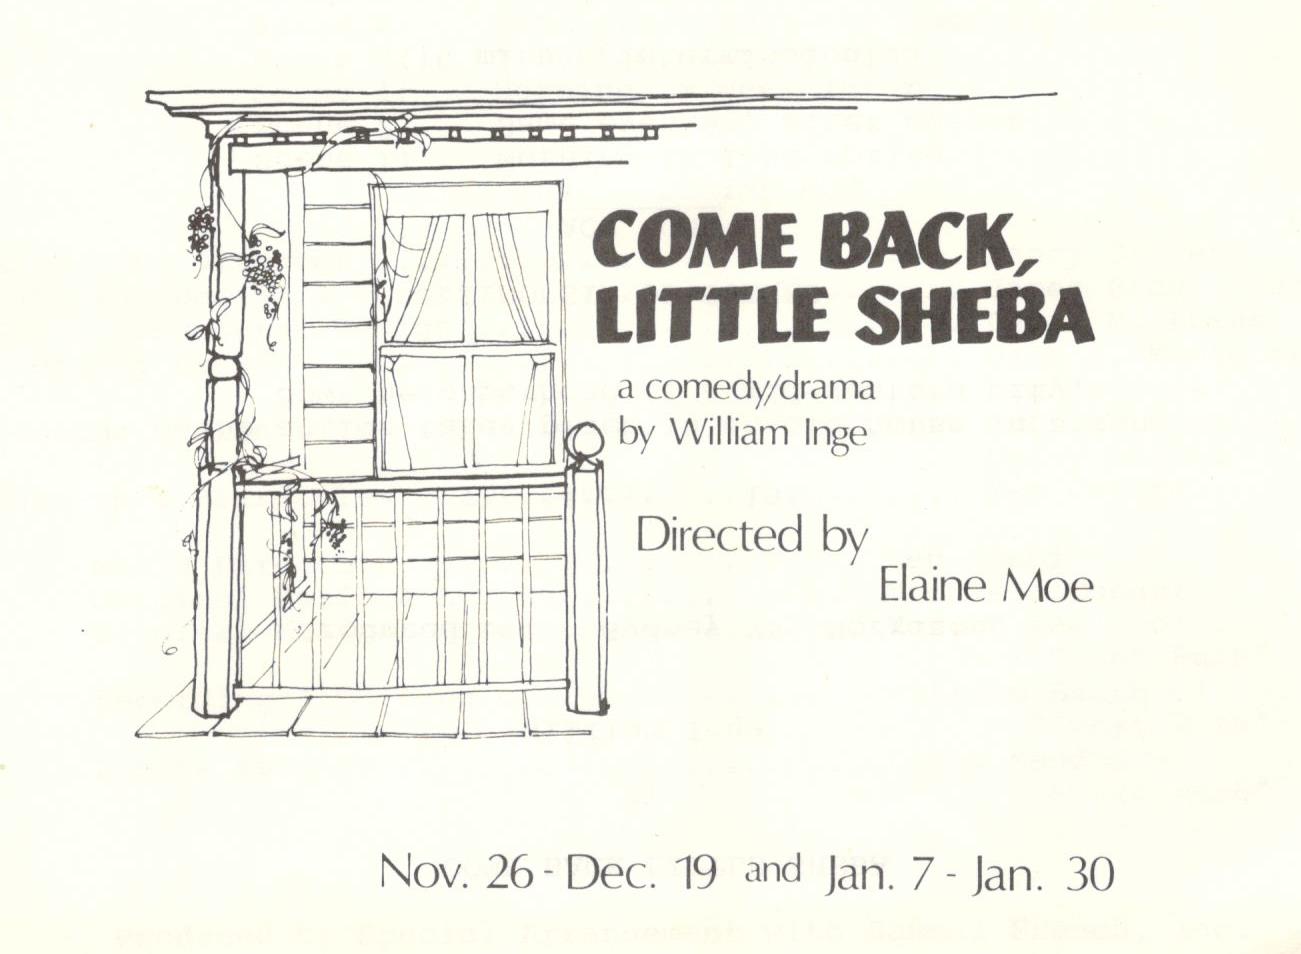 COME BACK,
LITTLE SHEBA
a comedy/drama
by William Inge
Directed by
Elaine Moe
Nov. 26 - Dec. 19 and Jan. 7 - Jan. 30